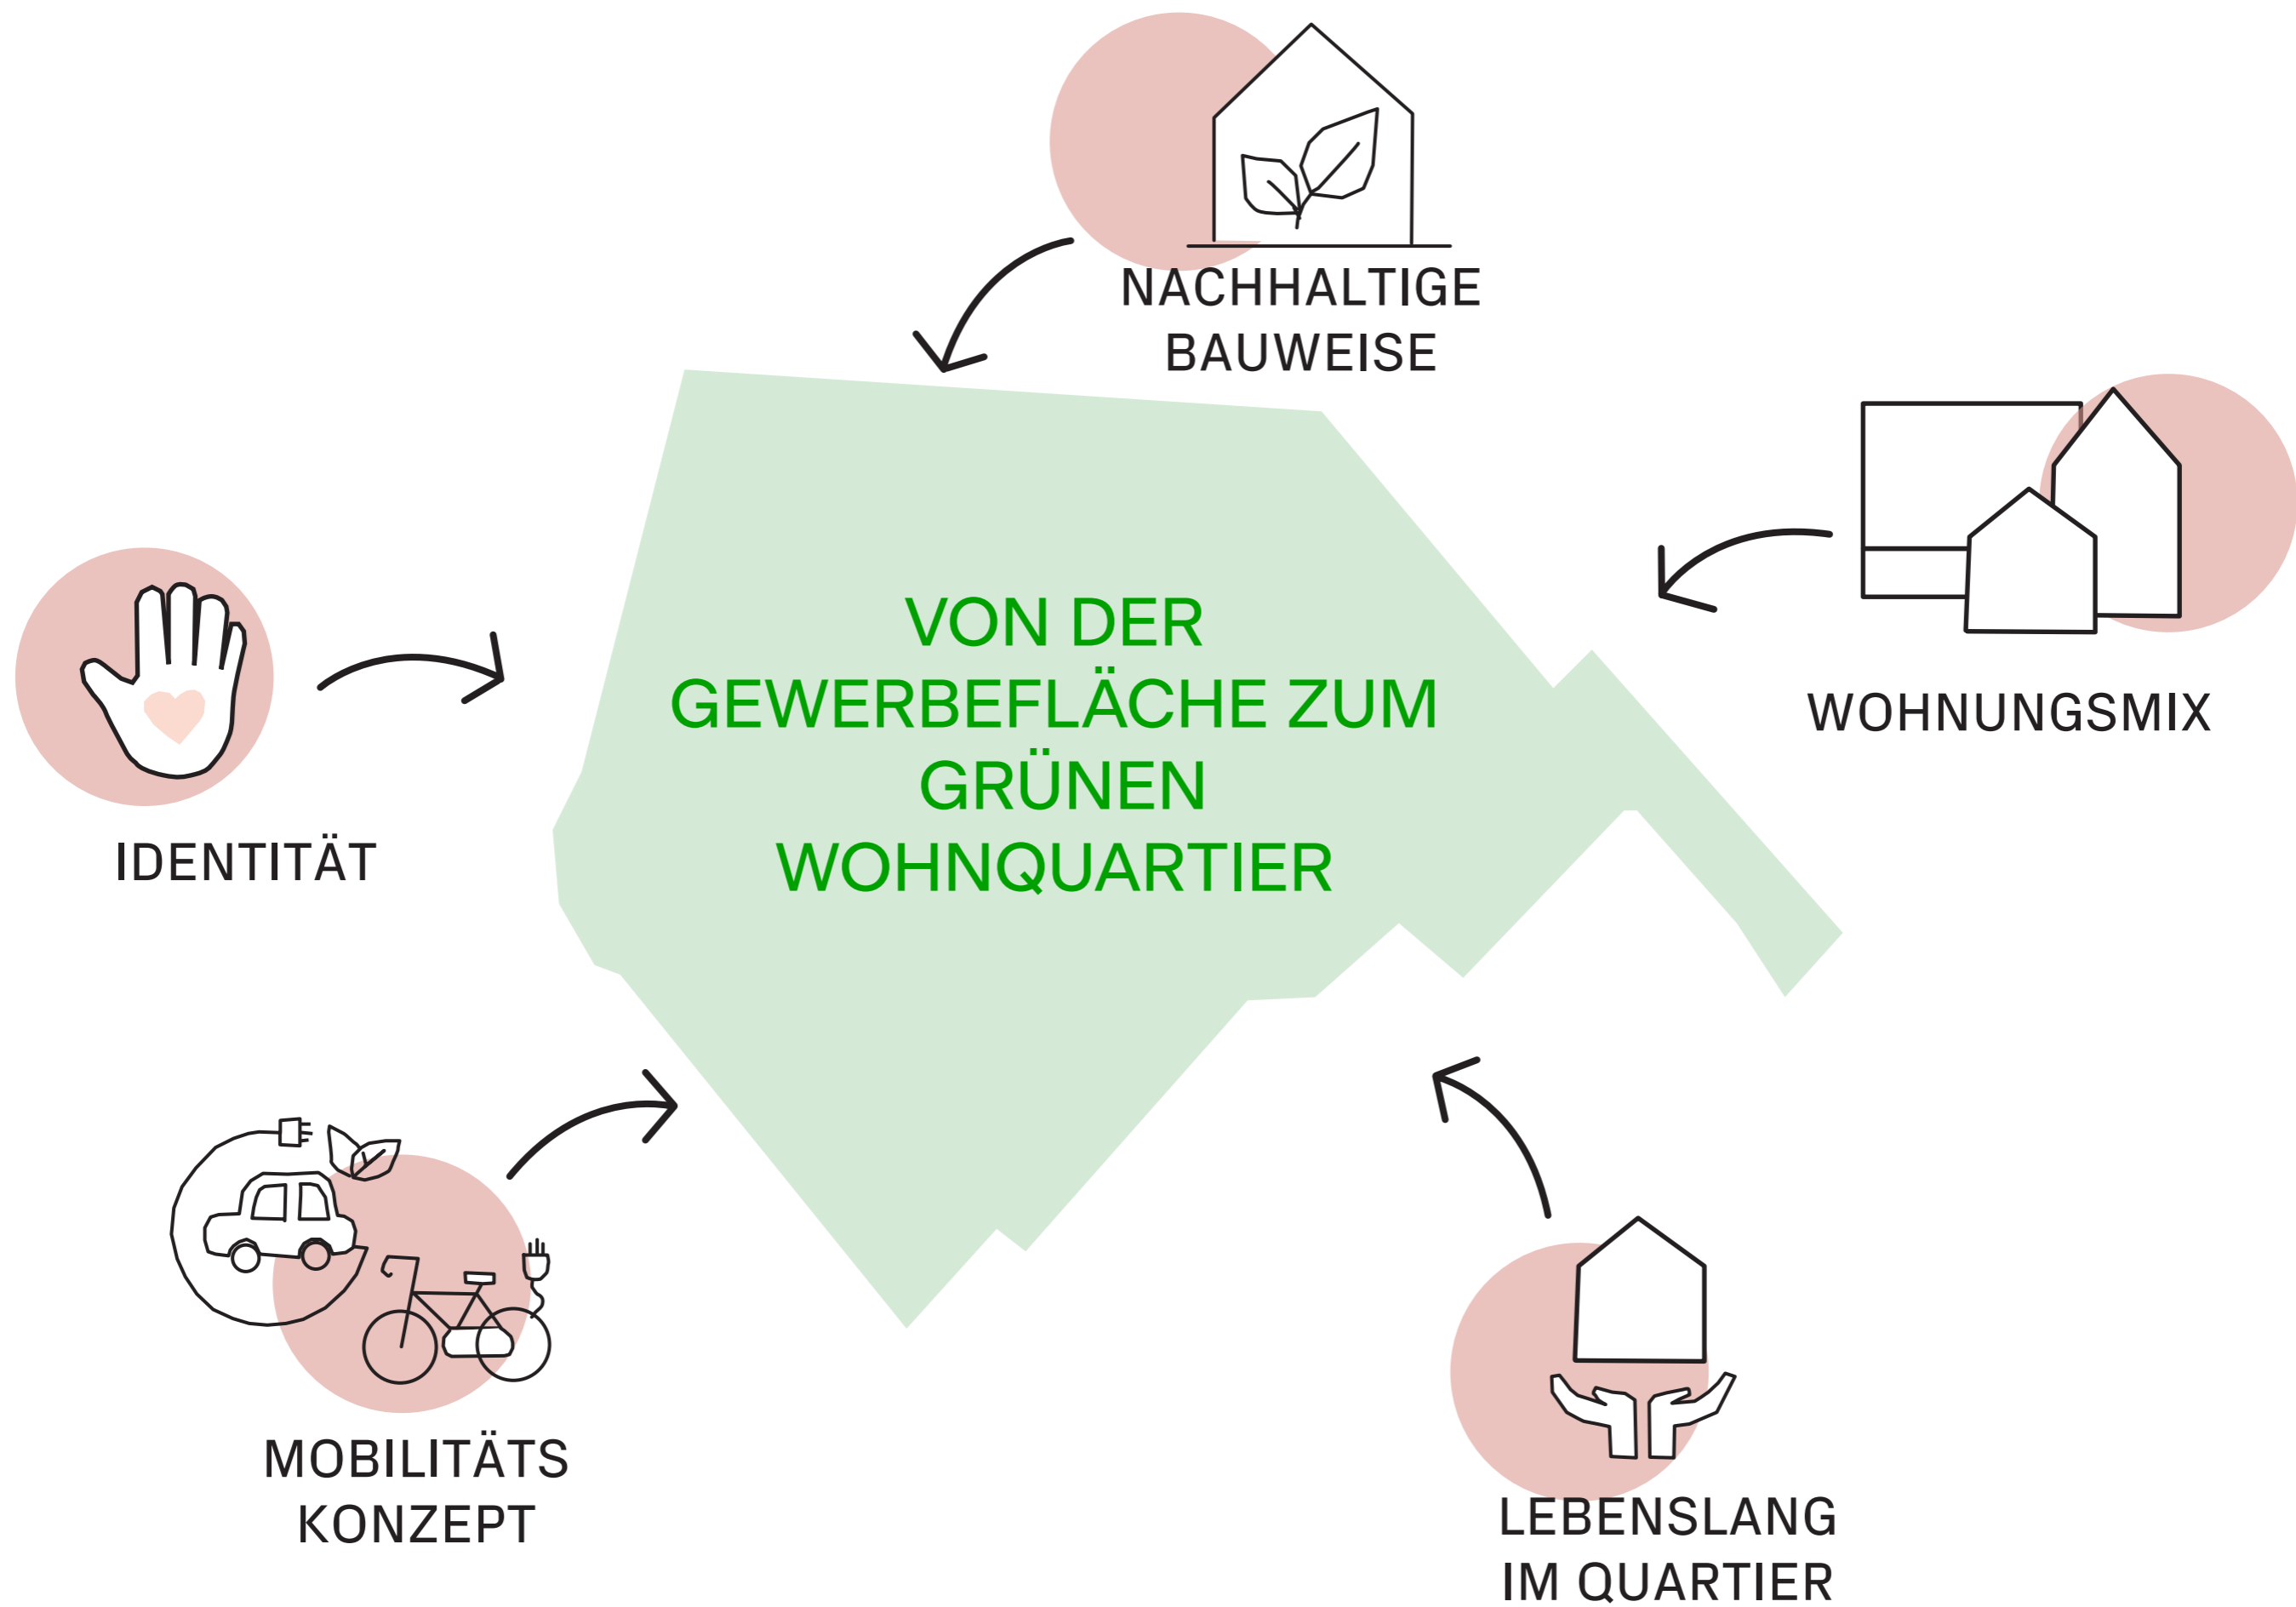 NACHHALTIGE
BAUWEISE
WOHNUNGSMIX
VON DER
GEWERBEFLÄCHE ZUM
GRÜNEN
WOHNQUARTIER
IDENTITÄT
MOBILITÄTS
KONZEPT
LEBENSLANG
IM QUARTIER